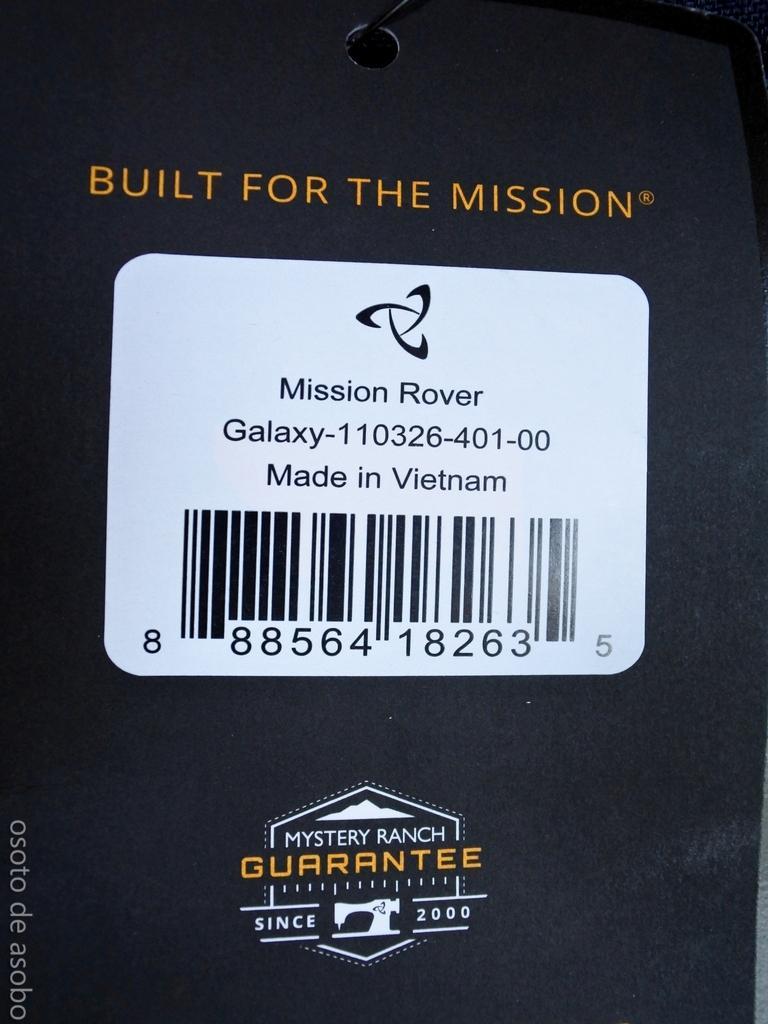 BUILT FOR THE MISSION®
Mission Rover
Galaxy-110326-401-00
Made in Vietnam
8 88564 18263 5
MYSTERY RANCH
GUARANTEE
SINCE 2000
osoto de asobo